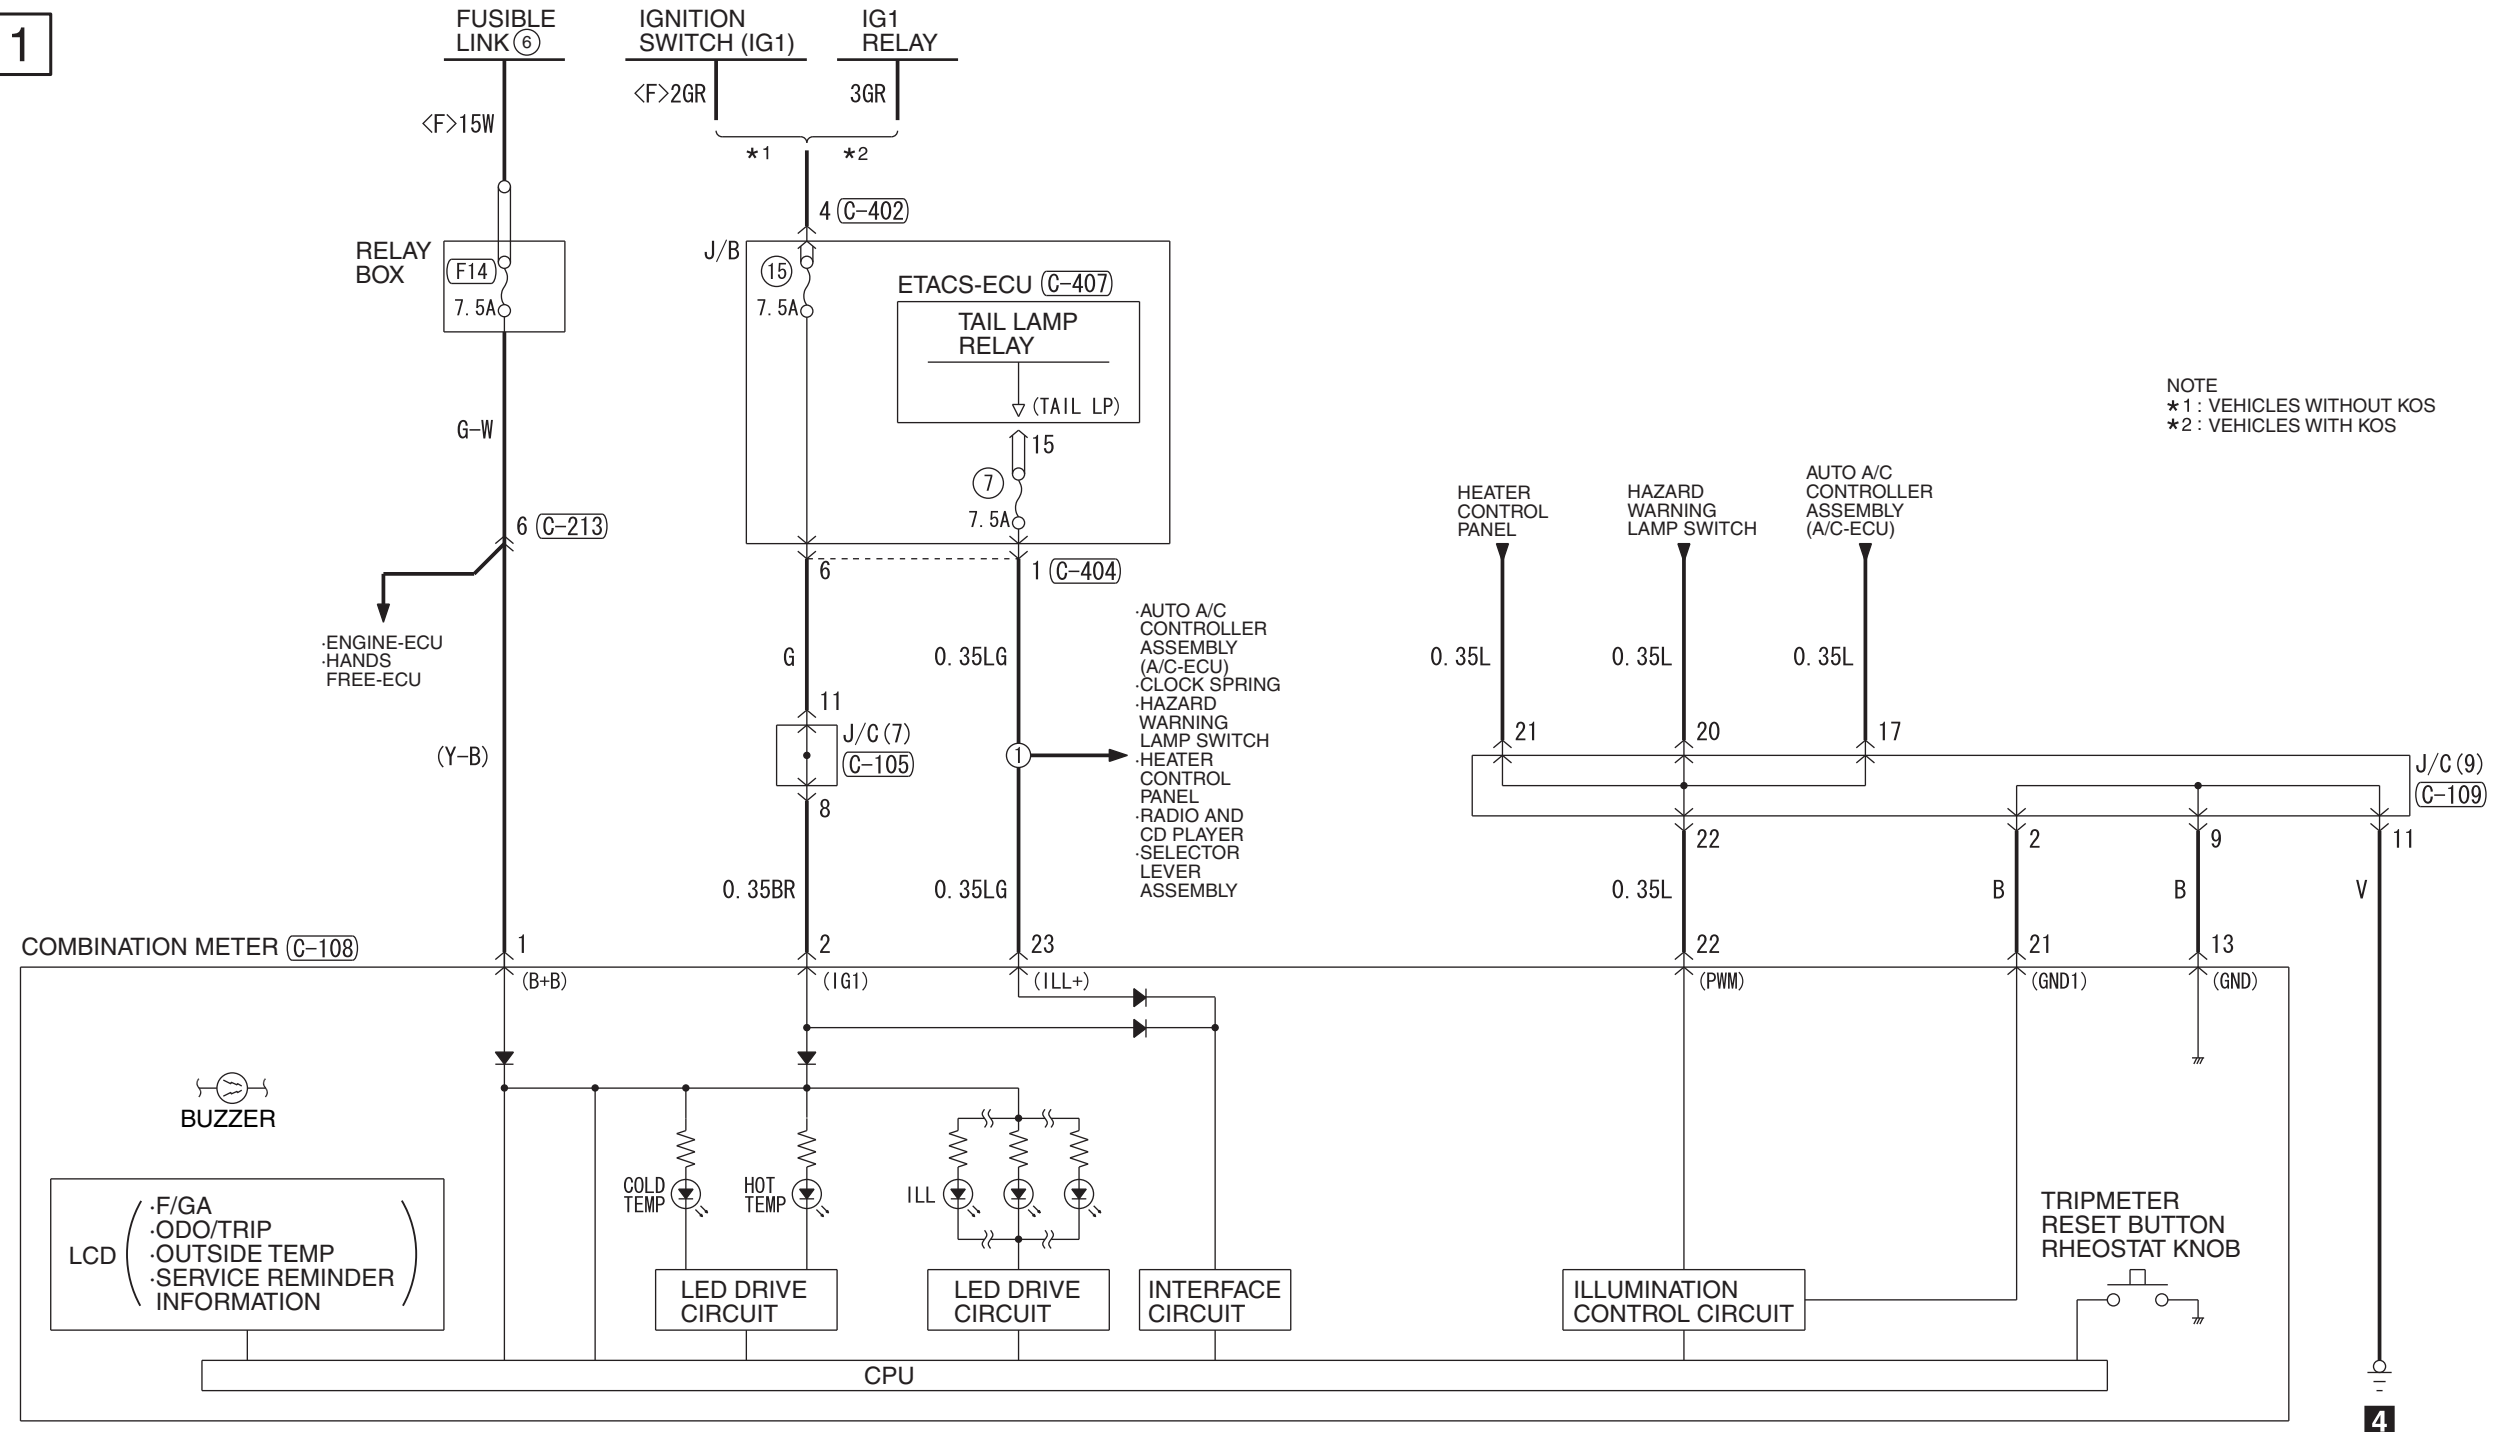 1
FUSIBLE
LINK 6
IGNITION
SWITCH (IG1)
IG1
RELAY
<F>15W
<F>2GR
3GR
*1
*2
4 C-402
RELAY
BOX
F14
7.5A
J/B
15
7.5A
ETACS-ECU C-407
TAIL LAMP
RELAY
(TAIL LP)
15
7
7.5A
NOTE
*1 : VEHICLES WITHOUT KOS
*2 : VEHICLES WITH KOS
G-W
6 C-213
·ENGINE-ECU
·HANDS
FREE-ECU
(Y-B)
6
1 C-404
G
0.35LG
11
J/C(7)
C-105
8
1
·AUTO A/C
CONTROLLER
ASSEMBLY
(A/C-ECU)
·CLOCK SPRING
·HAZARD
WARNING
LAMP SWITCH
·HEATER
CONTROL
PANEL
·RADIO AND
CD PLAYER
·SELECTOR
LEVER
ASSEMBLY
0.35BR
0.35LG
HEATER
CONTROL
PANEL
HAZARD
WARNING
LAMP SWITCH
AUTO A/C
CONTROLLER
ASSEMBLY
(A/C-ECU)
0.35L
0.35L
0.35L
21
20
17
J/C(9)
C-109
22
2
9
11
0.35L
B
B
V
COMBINATION METER C-108
1
2
23
22
21
13
(B+B)
(IG1)
(ILL+)
(PWM)
(GND1)
(GND)
BUZZER
COLD
TEMP
HOT
TEMP
ILL
LCD
·F/GA
·ODO/TRIP
·OUTSIDE TEMP
·SERVICE REMINDER
INFORMATION
LED DRIVE
CIRCUIT
LED DRIVE
CIRCUIT
INTERFACE
CIRCUIT
ILLUMINATION
CONTROL CIRCUIT
TRIPMETER
RESET BUTTON
RHEOSTAT KNOB
CPU
4